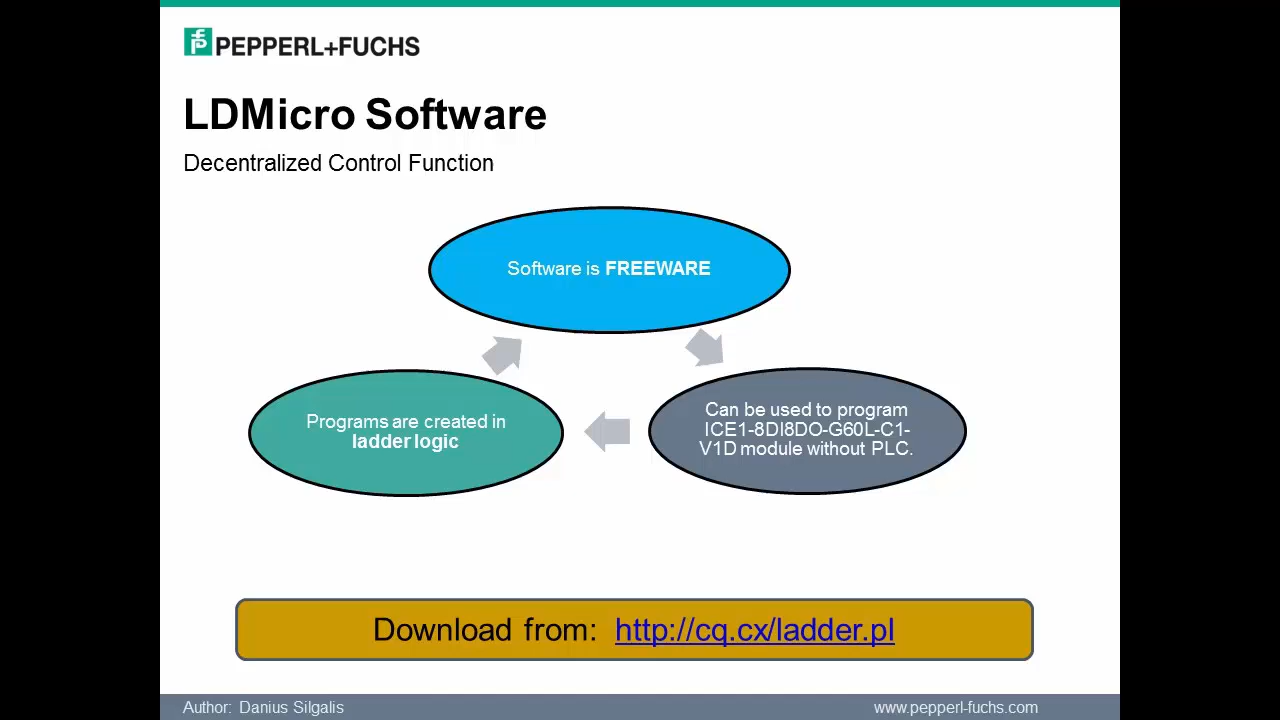 PEPPERL+FUCHS
LDMicro Software
Decentralized Control Function
Software is FREEWARE
Can be used to program
ICE1-8DI8DO-G60L-C1-
V1D module without PLC.
Programs are created in
ladder logic
Download from: http://cq.cx/ladder.pl
Author: Danius Silgalis
www.pepperl-fuchs.com